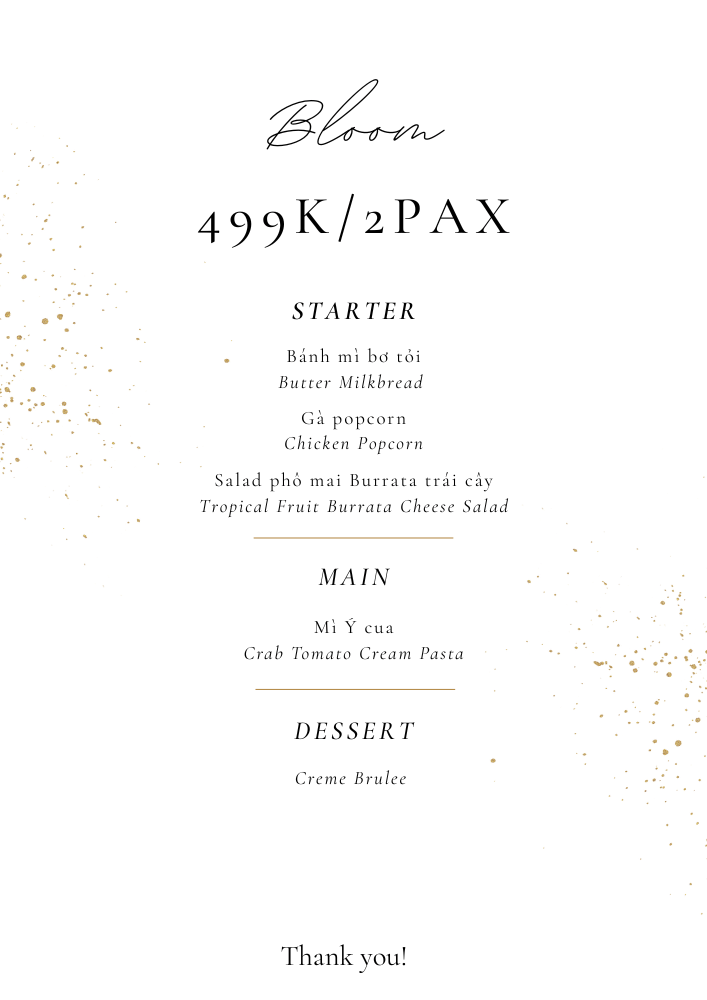 Bloom
499K/2PAX
STARTER
Bánh mì bơ tỏi
Butter Milkbread
Gà popcorn
Chicken Popcorn
Salad phô mai Burrata trái cây
Tropical Fruit Burrata Cheese Salad
MAIN
Mì Ý cua
Crab Tomato Cream Pasta
DESSERT
Creme Brulee
Thank you!